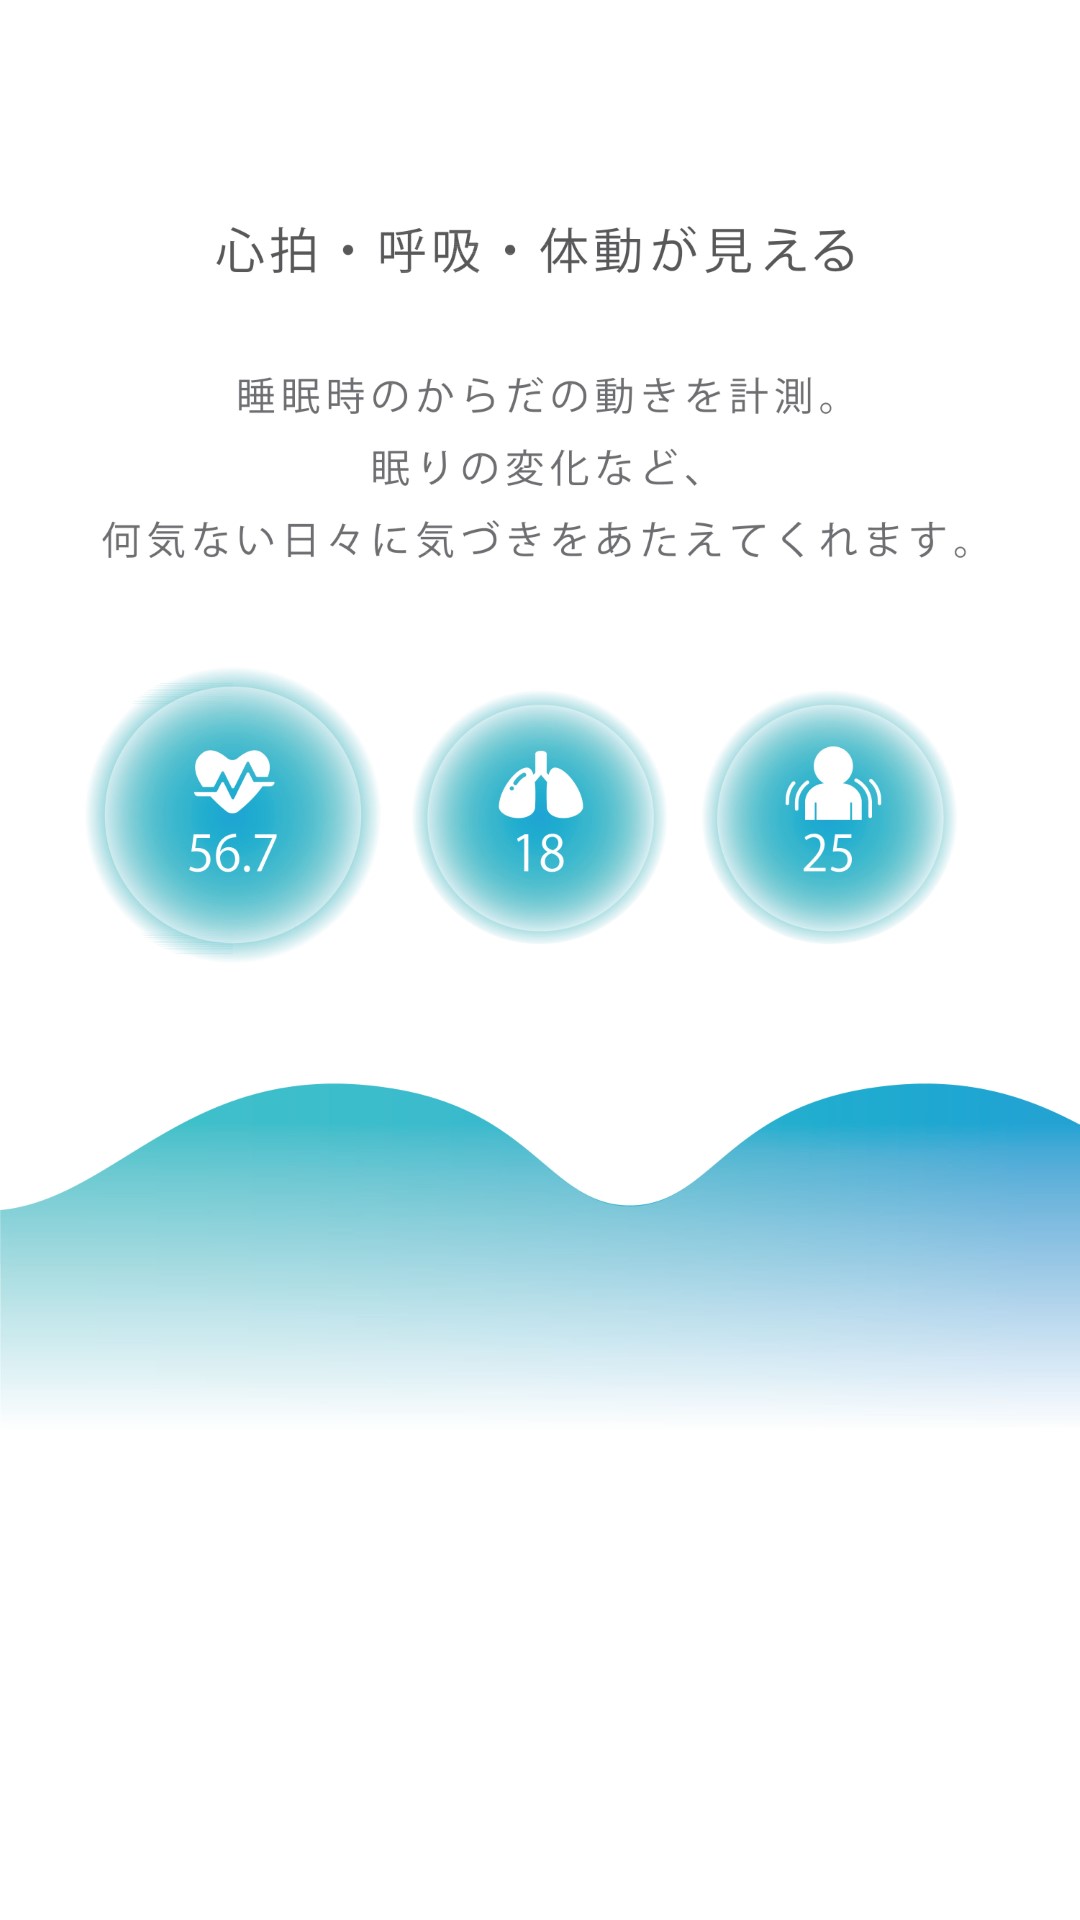 心拍・呼吸・体動が見える
睡眠時のからだの動きを計測。
眠りの変化など、
何気ない日々に気づきをあたえてくれます。
56.7
18
25